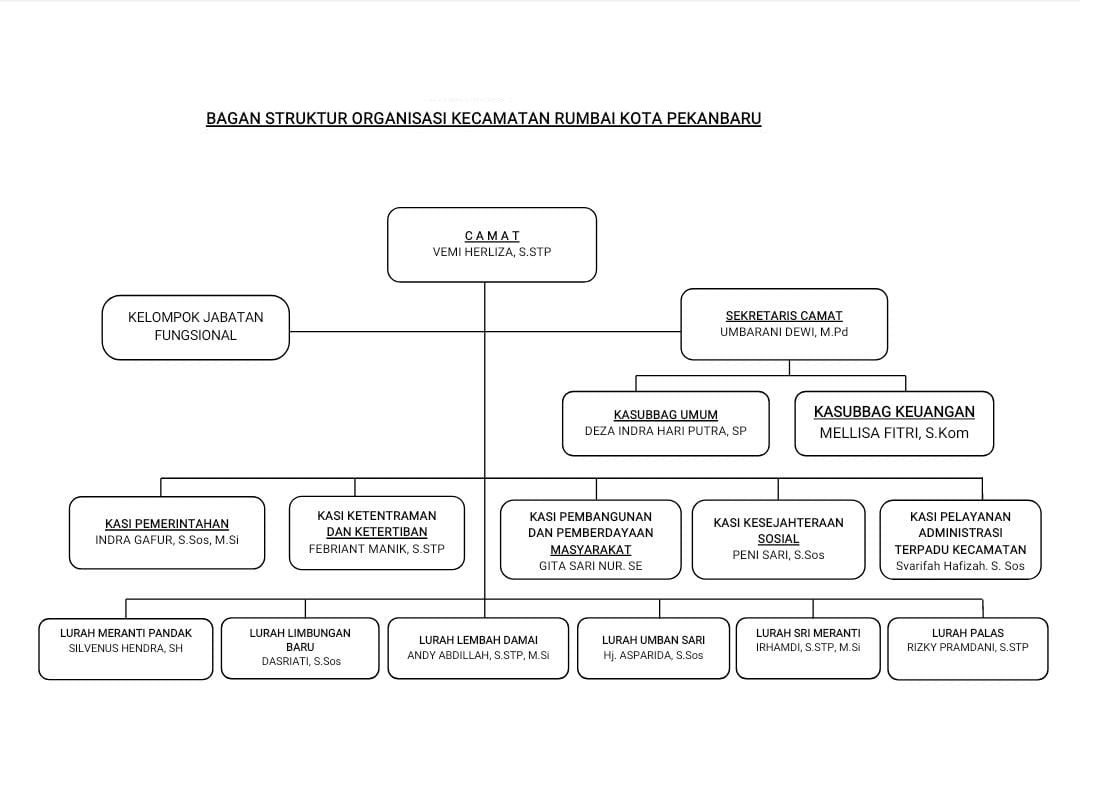 BAGAN STRUKTUR ORGANISASI KECAMATAN RUMBAI KOTA PEKANBARU
C A M A T
VEMI HERLIZA, S.STP
KELOMPOK JABATAN
FUNGSIONAL
SEKRETARIS CAMAT
UMBARANI DEWI, M.Pd
KASUBBAG UMUM
DEZA INDRA HARI PUTRA, SP
KASUBBAG KEUANGAN
MELLISA FITRI, S.Kom
KASI PEMERINTAHAN
INDRA GAFUR, S.Sos, M.Si
KASI KETENTRAMAN
DAN KETERTIBAN
FEBRIANT MANIK, S.STP
KASI PEMBANGUNAN
DAN PEMBERDAYAAN
MASYARAKAT
GITA SARI NUR. SE
KASI KESEJAHTERAAN
SOSIAL
PENI SARI, S.Sos
KASI PELAYANAN
ADMINISTRASI
TERPADU KECAMATAN
Svarifah Hafizah. S. Sos
LURAH MERANTI PANDAK
SILVENUS HENDRA, SH
LURAH LIMBUNGAN
BARU
DASRIATI, S.Sos
LURAH LEMBAH DAMAI
ANDY ABDILLAH, S.STP, M.Si
LURAH UMBAN SARI
Hj. ASPARIDA, S.Sos
LURAH SRI MERANTI
IRHAMDI, S.STP, M.Si
LURAH PALAS
RIZKY PRAMDANI, S.STP